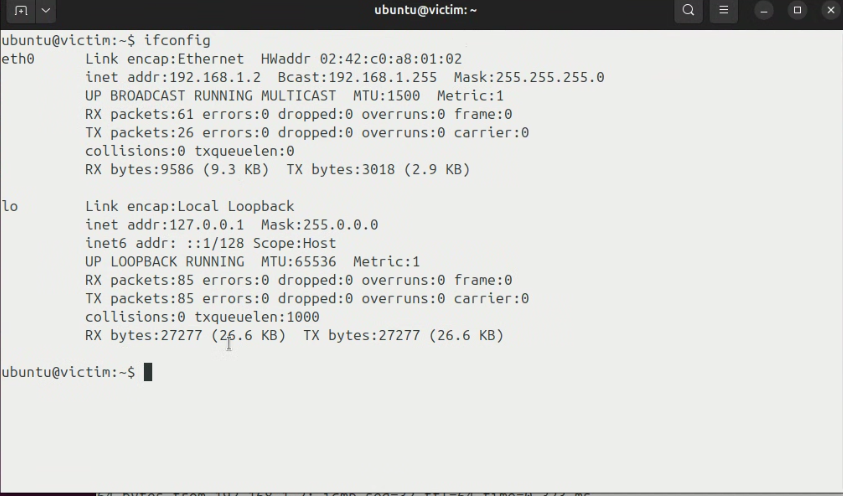 ubuntu@victim: ~
ubuntu@victim:~$ ifconfig
eth0      Link encap:Ethernet  HWaddr 02:42:c0:a8:01:02
          inet addr:192.168.1.2  Bcast:192.168.1.255  Mask:255.255.255.0
          UP BROADCAST RUNNING MULTICAST  MTU:1500  Metric:1
          RX packets:61 errors:0 dropped:0 overruns:0 frame:0
          TX packets:26 errors:0 dropped:0 overruns:0 carrier:0
          collisions:0 txqueuelen:0
          RX bytes:9586 (9.3 KB)  TX bytes:3018 (2.9 KB)

lo        Link encap:Local Loopback
          inet addr:127.0.0.1  Mask:255.0.0.0
          inet6 addr: ::1/128 Scope:Host
          UP LOOPBACK RUNNING  MTU:65536  Metric:1
          RX packets:85 errors:0 dropped:0 overruns:0 frame:0
          TX packets:85 errors:0 dropped:0 overruns:0 carrier:0
          collisions:0 txqueuelen:1000
          RX bytes:27277 (26.6 KB)  TX bytes:27277 (26.6 KB)

ubuntu@victim:~$